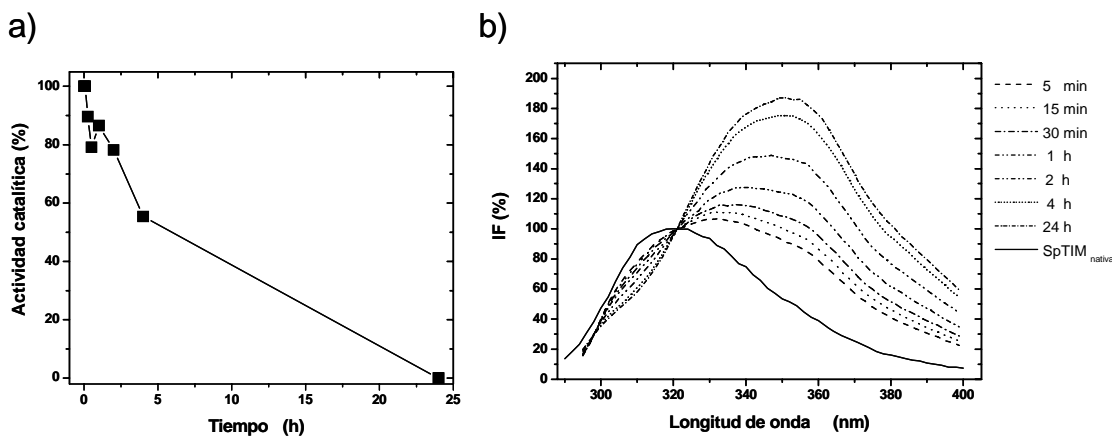 a)
Actividad catalítica (%)
100
80
60
40
20
0
0 5 10 15 20 25
Tiempo (h)
b)
IF (%)
200
180
160
140
120
100
80
60
40
20
0
300 320 340 360 380 400
Longitud de onda (nm)
5 min
15 min
30 min
1 h
2 h
4 h
24 h
SpTIM nativa